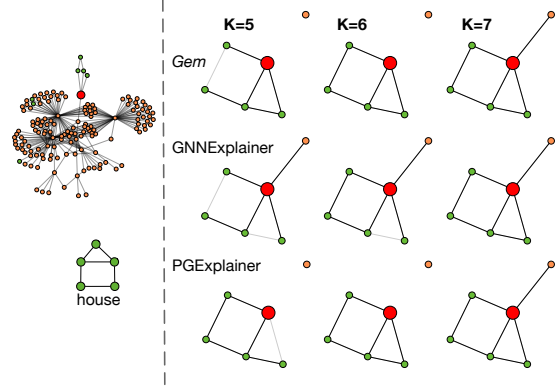 K=5 K=6 K=7
Gem
GNNExplainer
PGExplainer
house